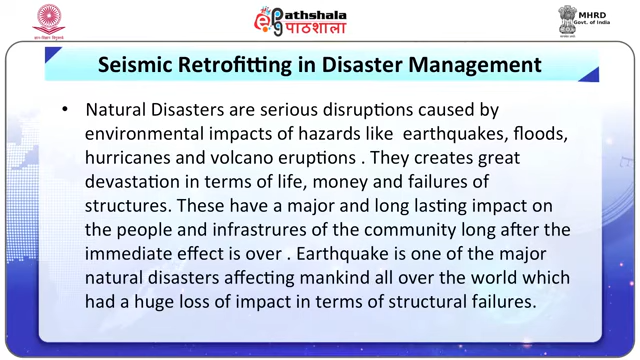 ePathshala
पाठशाला
MHRD
Govt. of India
Seismic Retrofitting in Disaster Management
• Natural Disasters are serious disruptions caused by
environmental impacts of hazards like earthquakes, floods,
hurricanes and volcano eruptions . They creates great
devastation in terms of life, money and failures of
structures. These have a major and long lasting impact on
the people and infrastrures of the community long after the
immediate effect is over . Earthquake is one of the major
natural disasters affecting mankind all over the world which
had a huge loss of impact in terms of structural failures.